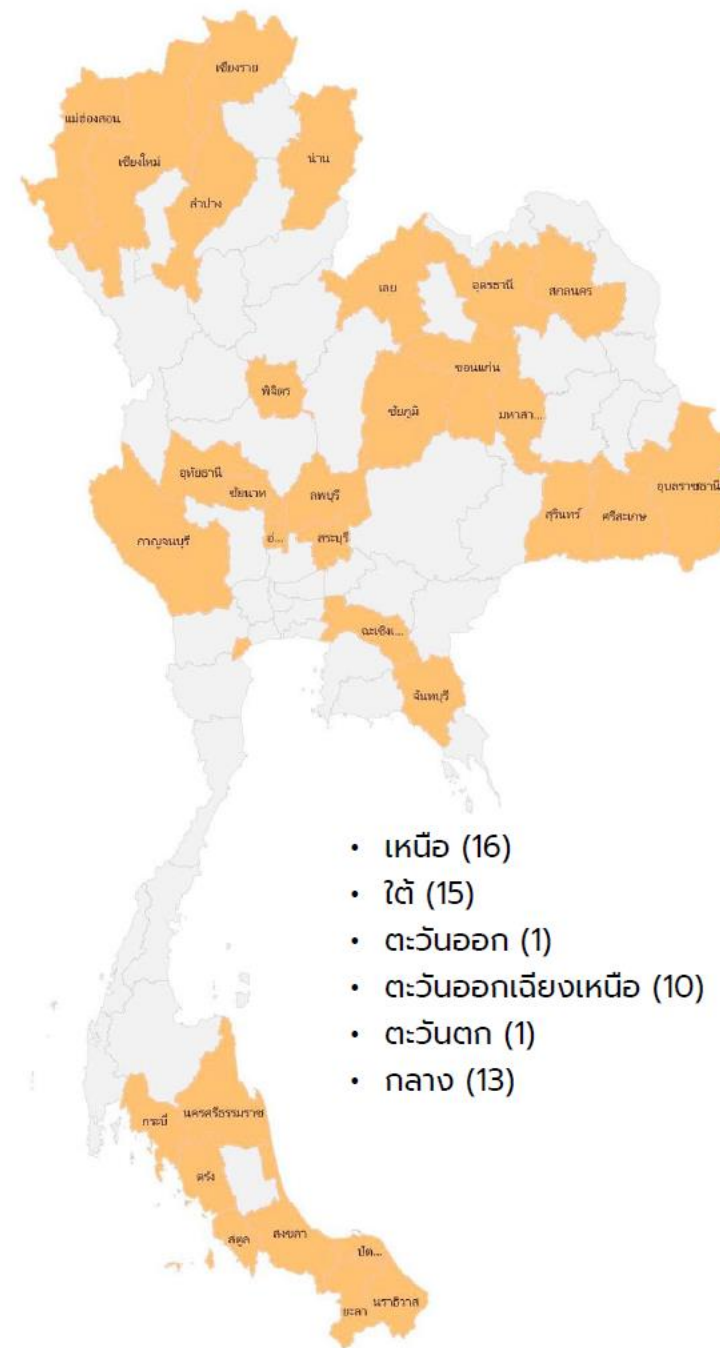 เชียงราย
แม่ฮ่องสอน
เชียงใหม่
น่าน
ลำปาง
เลย
อุดรธานี
สกลนคร
ขอนแก่น
พิจิตร
ชัยภูมิ
มหาสา...
อุทัยธานี
ชัยนาท
ลพบุรี
อุบลราชธานี
กาญจนบุรี
อ่...
สระบุรี
สุรินทร์
ศรีสะเกษ
ฉะเชิงเ...
จันทบุรี
• เหนือ (16)
• ใต้ (15)
• ตะวันออก (1)
• ตะวันออกเฉียงเหนือ (10)
• ตะวันตก (1)
• กลาง (13)
กระบี่
นครศรีธรรมราช
ตรัง
สตูล
สงขลา
ปัต...
ยะลา
นราธิวาส